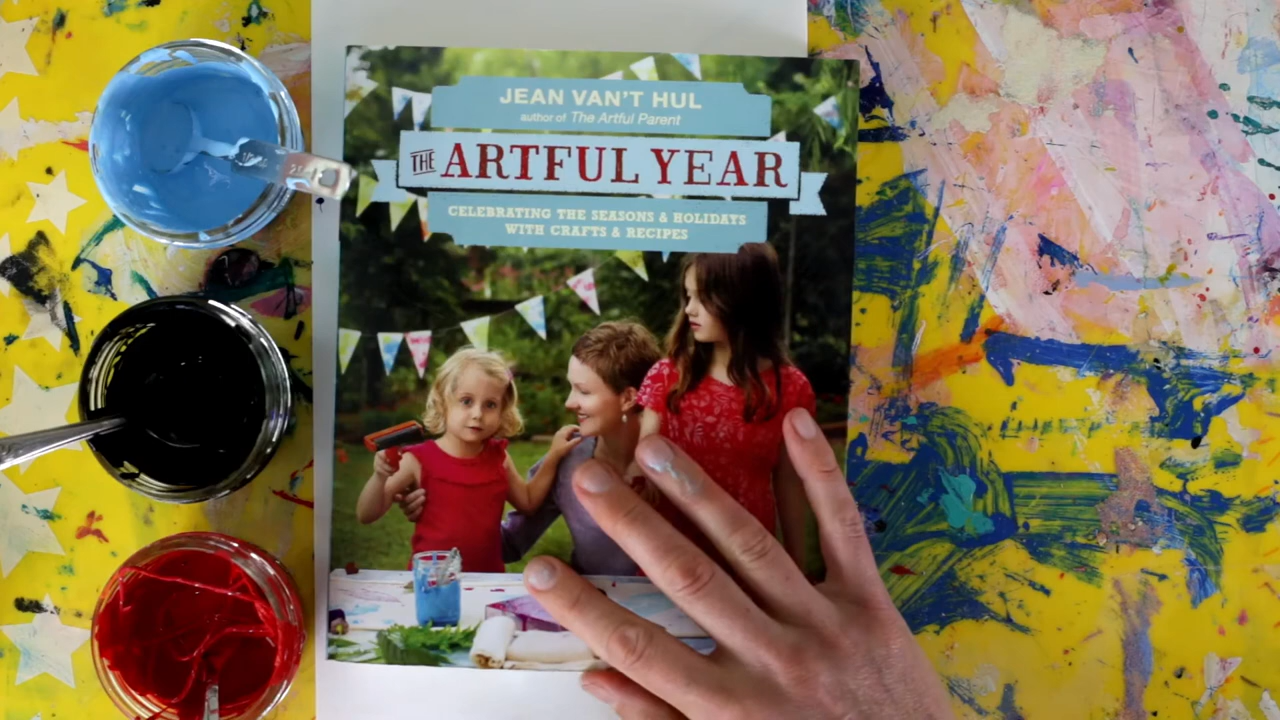 JEAN VAN'T HUL
author of The Artful Parent
THE ARTFUL YEAR
CELEBRATING THE SEASONS & HOLIDAYS
WITH CRAFTS & RECIPES